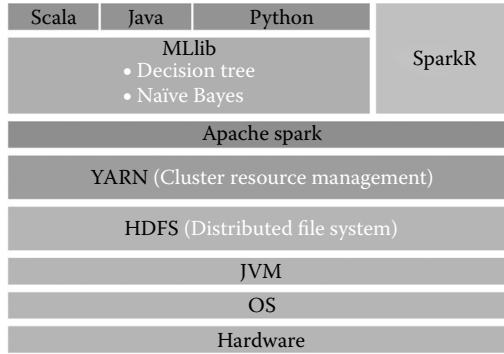 Scala Java Python
MLlib
• Decision tree
• Naïve Bayes
SparkR
Apache spark
YARN (Cluster resource management)
HDFS (Distributed file system)
JVM
OS
Hardware